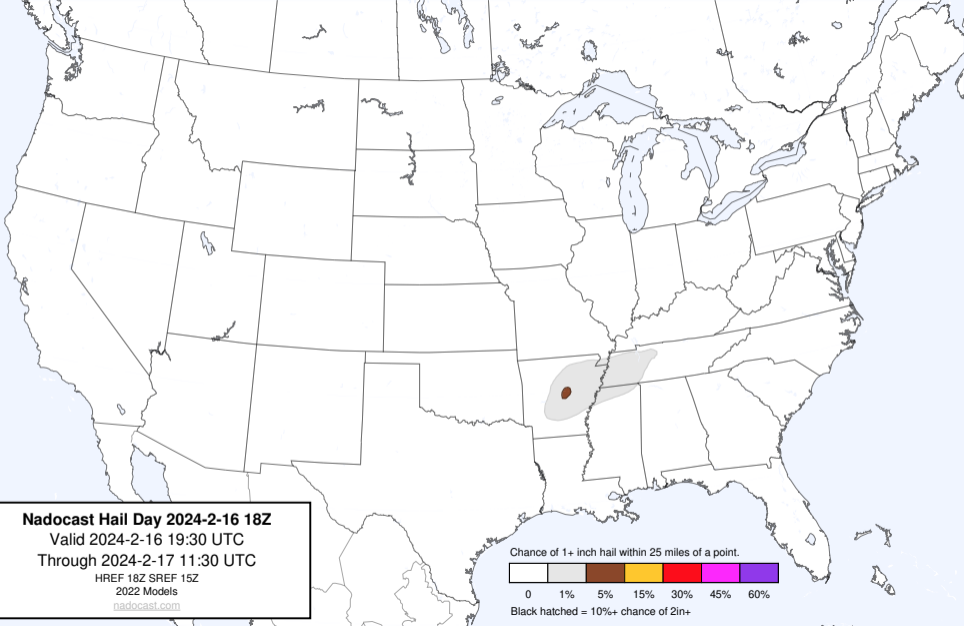 Nadocast Hail Day 2024-2-16 18Z
Valid 2024-2-16 19:30 UTC
Through 2024-2-17 11:30 UTC
HREF 18Z SREF 15Z
2022 Models
nadocast.com
Chance of 1+ inch hail within 25 miles of a point.
0 1% 5% 15% 30% 45% 60%
Black hatched = 10%+ chance of 2in+